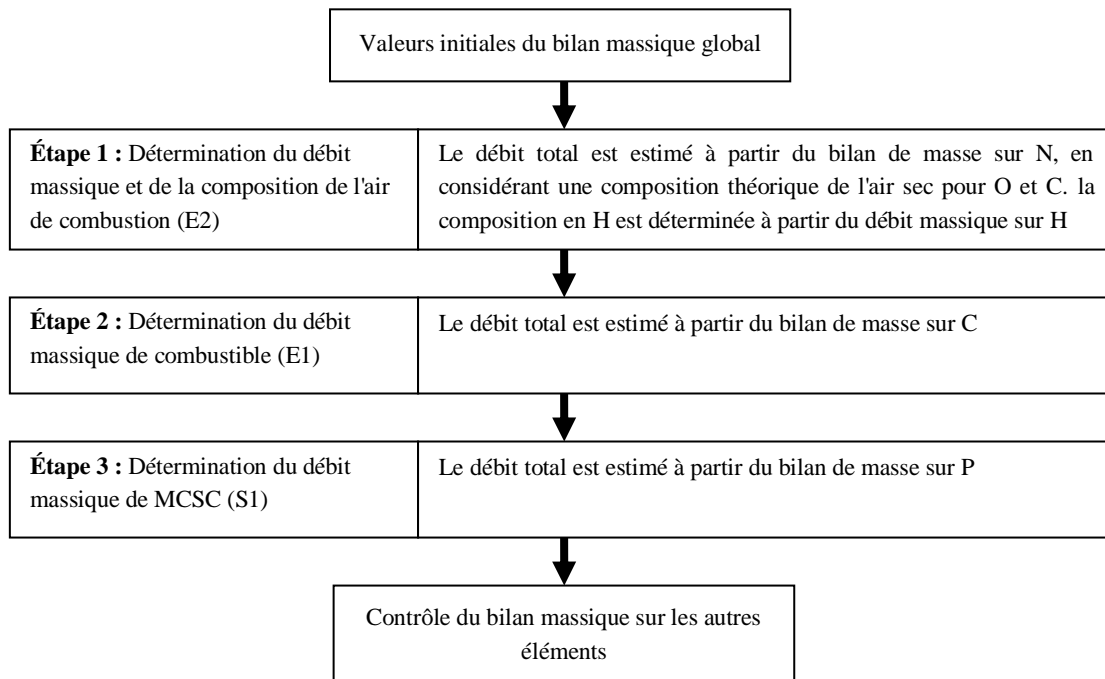 Valeurs initiales du bilan massique global
Étape 1 : Détermination du débit
massique et de la composition de l'air
de combustion (E2)
Le débit total est estimé à partir du bilan de masse sur N, en
considérant une composition théorique de l'air sec pour O et C. la
composition en H est déterminée à partir du débit massique sur H
Étape 2 : Détermination du débit
massique de combustible (E1)
Le débit total est estimé à partir du bilan de masse sur C
Étape 3 : Détermination du débit
massique de MCSC (S1)
Le débit total est estimé à partir du bilan de masse sur P
Contrôle du bilan massique sur les autres
éléments